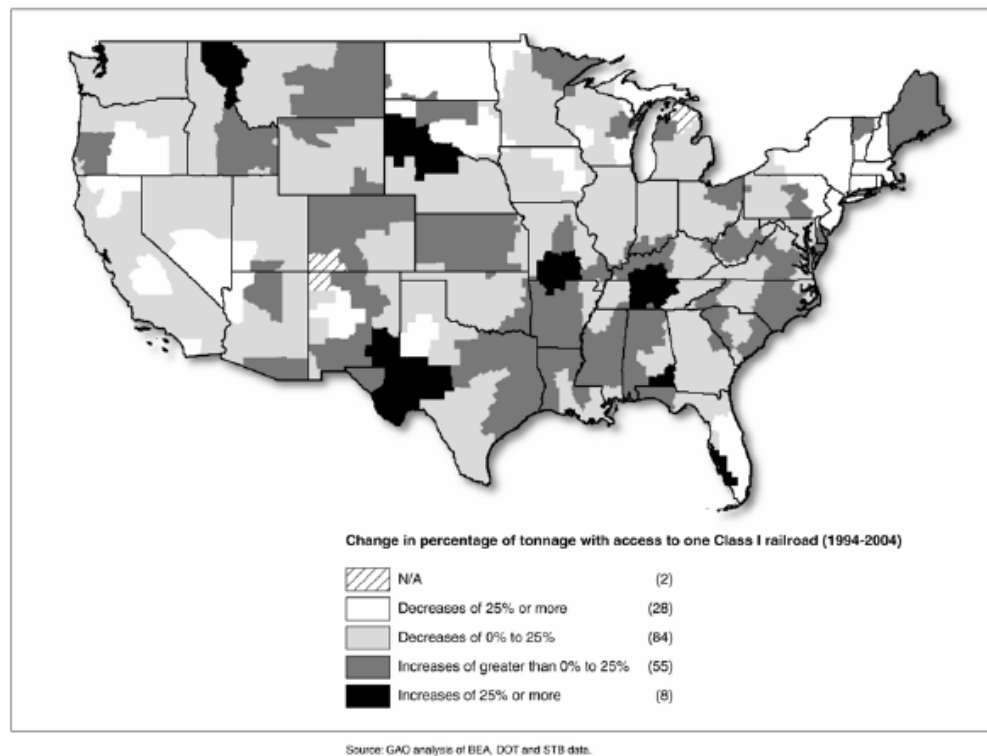 Change in percentage of tonnage with access to one Class I railroad (1994-2004)
N/A (2)
Decreases of 25% or more (28)
Decreases of 0% to 25% (84)
Increases of greater than 0% to 25% (55)
Increases of 25% or more (8)
Source: GAO analysis of BEA, DOT and STB data.